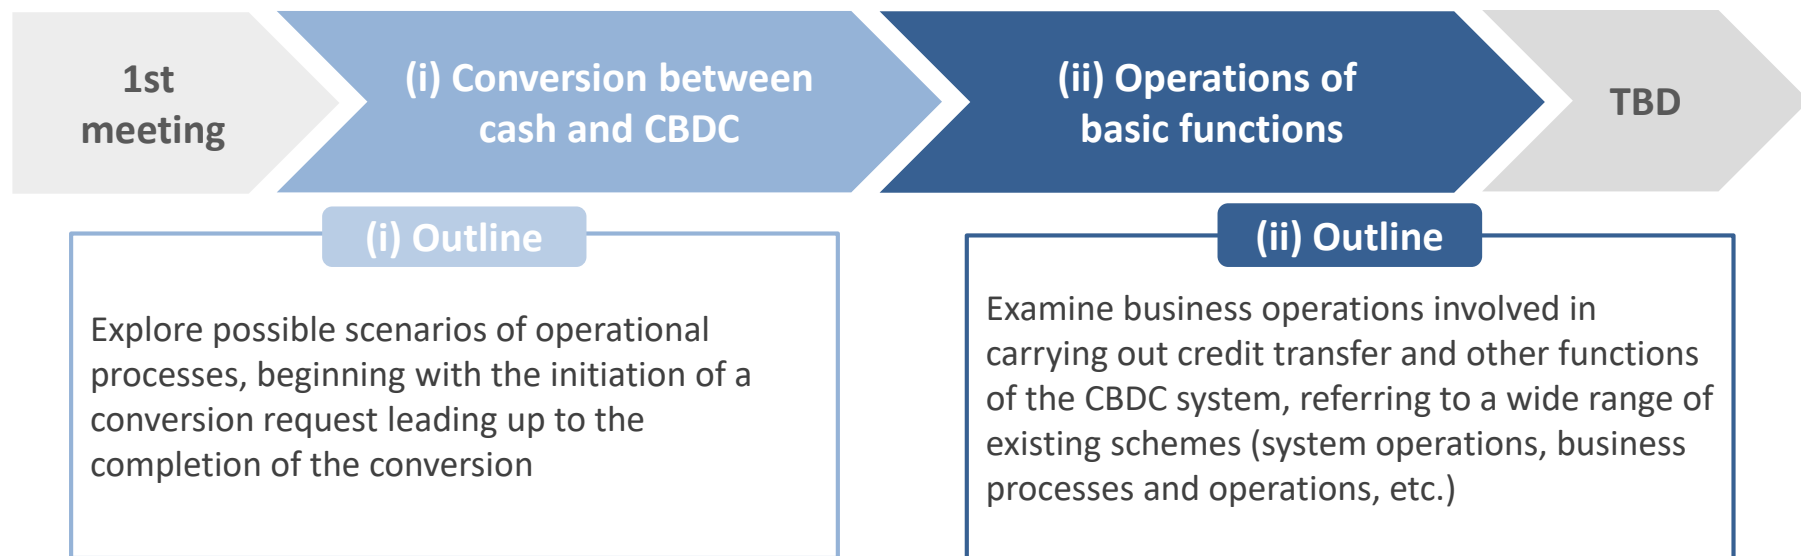 1st
meeting
(i) Conversion between
cash and CBDC
(ii) Operations of
basic functions
TBD
(i) Outline
Explore possible scenarios of operational
processes, beginning with the initiation of a
conversion request leading up to the
completion of the conversion
(ii) Outline
Examine business operations involved in
carrying out credit transfer and other functions
of the CBDC system, referring to a wide range of
existing schemes (system operations, business
processes and operations, etc.)